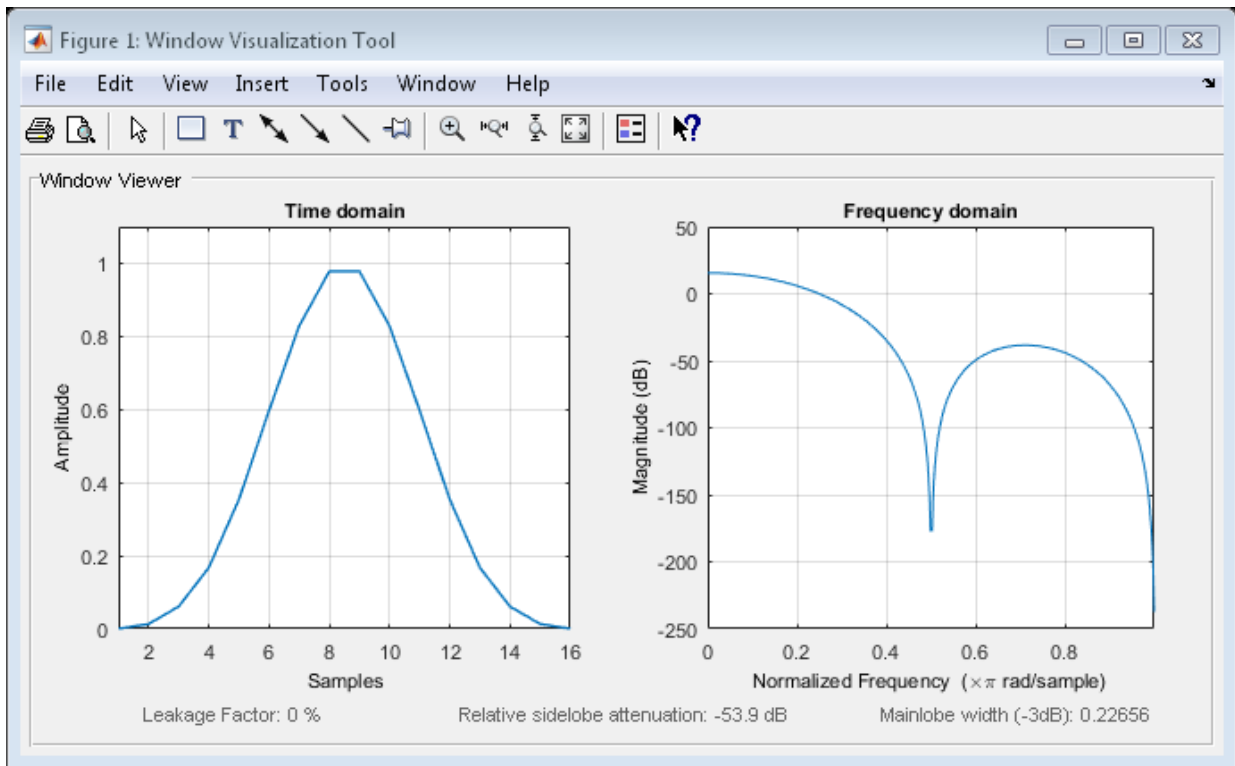 Figure 1: Window Visualization Tool
File Edit View Insert Tools Window Help
Window Viewer
Time domain
Amplitude
1
0.8
0.6
0.4
0.2
0
2 4 6 8 10 12 14 16
Samples
Frequency domain
Magnitude (dB)
50
0
-50
-100
-150
-200
-250
0 0.2 0.4 0.6 0.8
Normalized Frequency (×π rad/sample)
Leakage Factor: 0 %
Relative sidelobe attenuation: -53.9 dB
Mainlobe width (-3dB): 0.22656